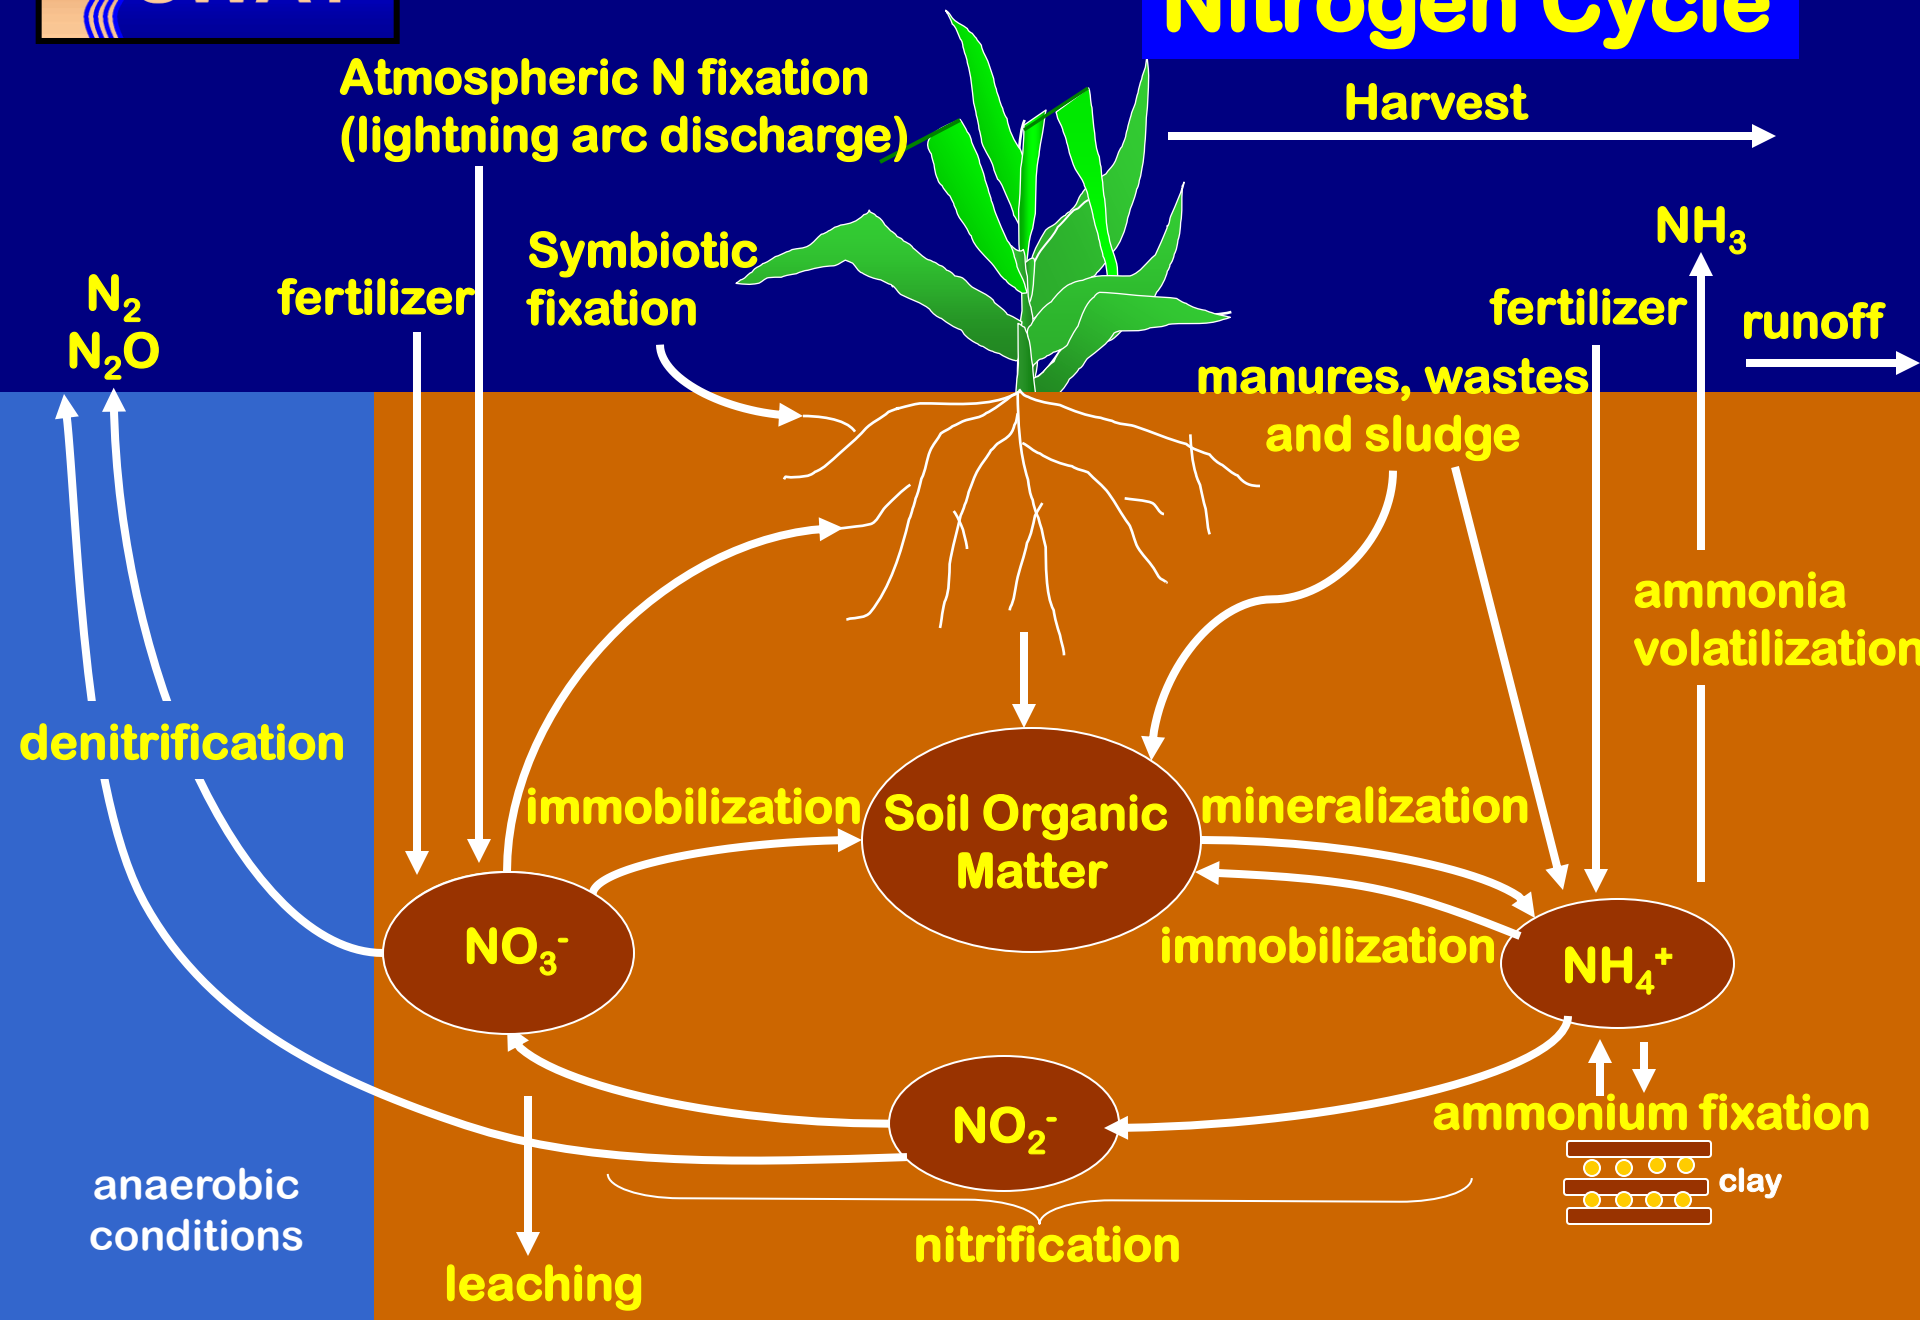 Nitrogen Cycle
Atmospheric N fixation
(lightning arc discharge)
Harvest
Symbiotic
fixation
NH₃
N₂
N₂O
fertilizer
fertilizer
runoff
manures, wastes
and sludge
ammonia
volatilization
denitrification
immobilization
Soil Organic
Matter
mineralization
immobilization
NO₃⁻
NH₄⁺
NO₂⁻
ammonium fixation
clay
anaerobic
conditions
nitrification
leaching